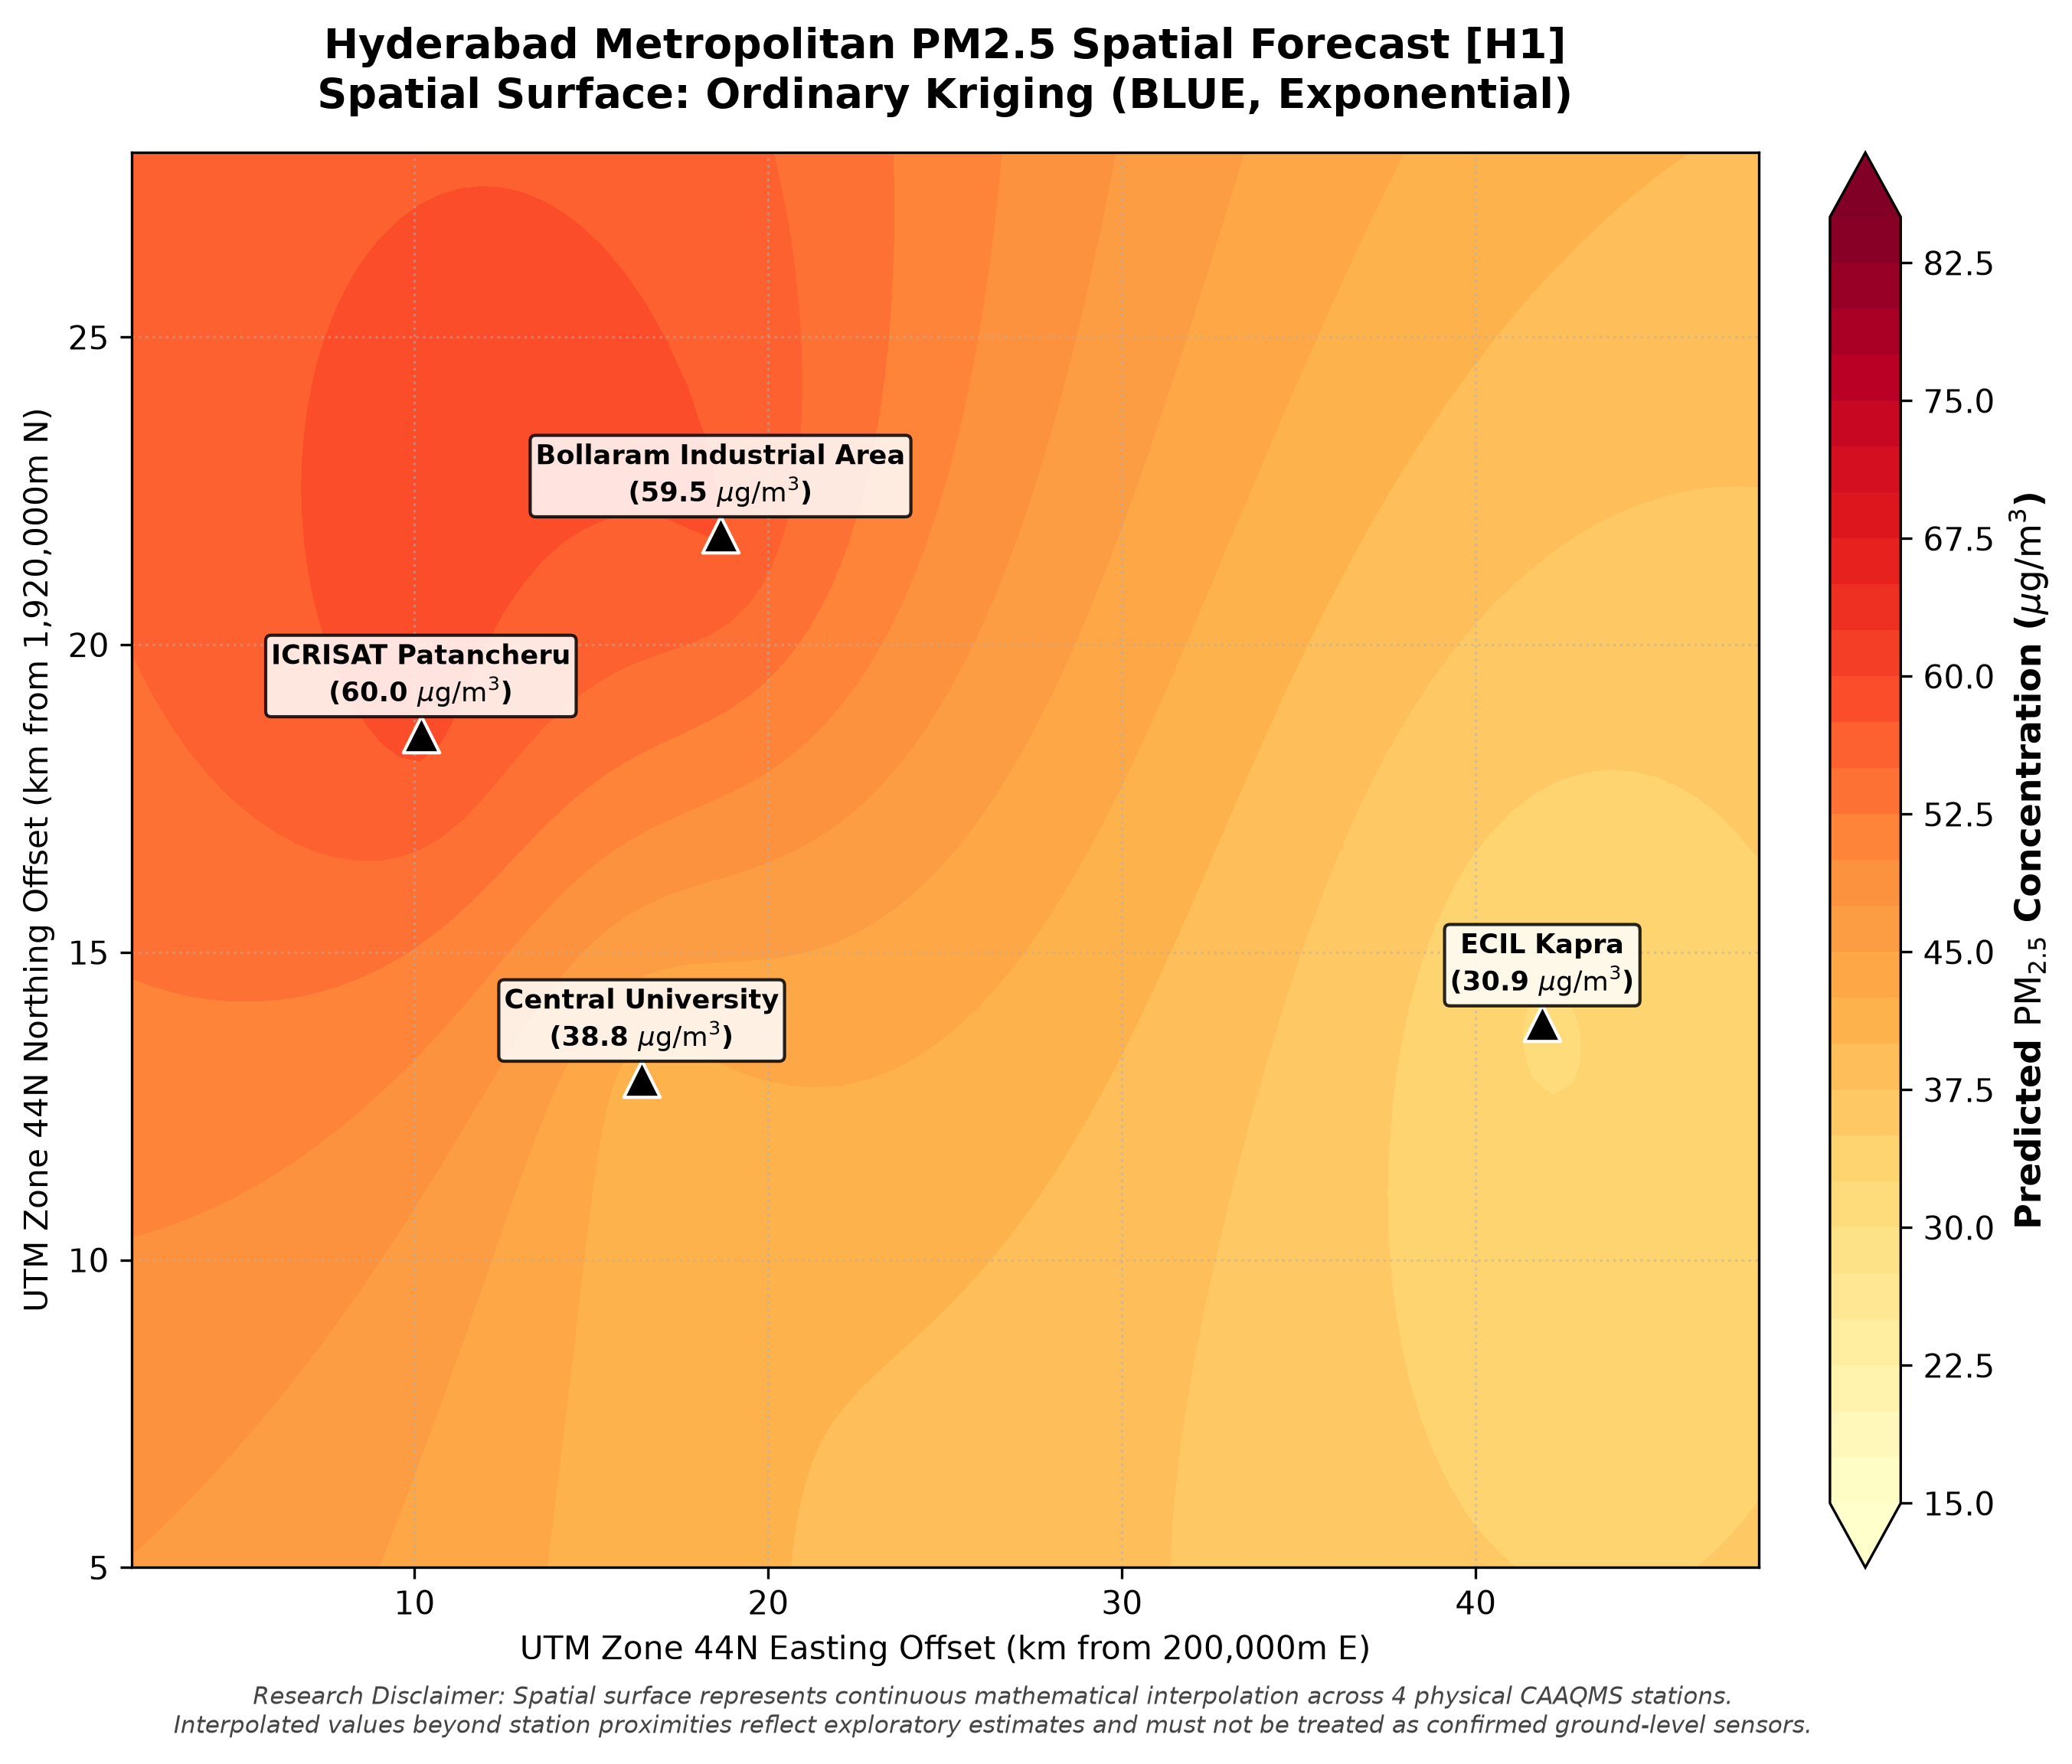 Hyderabad Metropolitan PM2.5 Spatial Forecast [H1]
Spatial Surface: Ordinary Kriging (BLUE, Exponential)
UTM Zone 44N Northing Offset (km from 1,920,000m N)
25
20
15
10
5
Bollaram Industrial Area
(59.5 μg/m³)
ICRISAT Patancheru
(60.0 μg/m³)
Central University
(38.8 μg/m³)
ECIL Kapra
(30.9 μg/m³)
10
20
30
40
UTM Zone 44N Easting Offset (km from 200,000m E)
82.5
75.0
67.5
60.0
52.5
45.0
37.5
30.0
22.5
15.0
Predicted PM₂.₅ Concentration (μg/m³)
Research Disclaimer: Spatial surface represents continuous mathematical interpolation across 4 physical CAAQMS stations.
Interpolated values beyond station proximities reflect exploratory estimates and must not be treated as confirmed ground-level sensors.